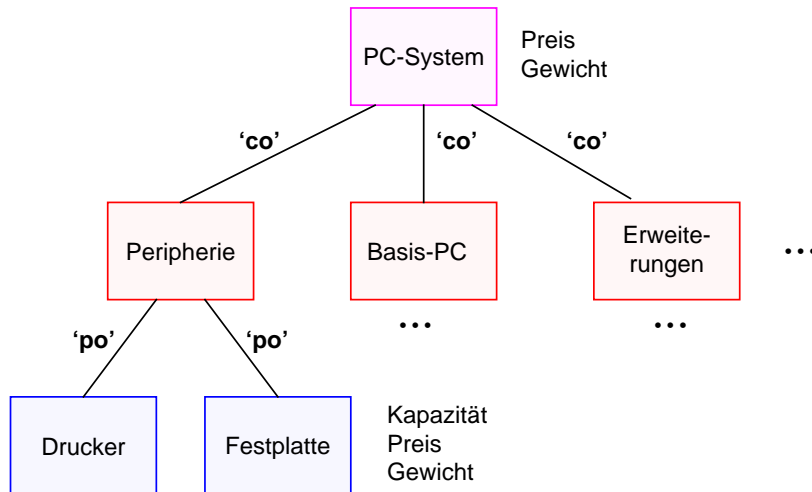 PC-System
Preis
Gewicht
‘co’
‘co’
‘co’
Peripherie
Basis-PC
Erweite-
rungen
...
...
...
‘po’
‘po’
Drucker
Festplatte
Kapazität
Preis
Gewicht